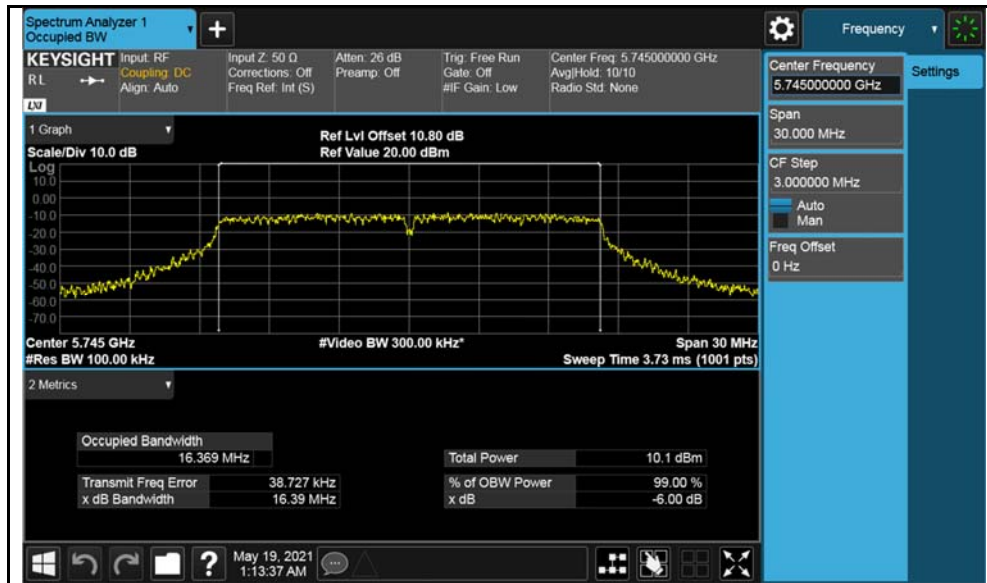 Spectrum Analyzer 1
Occupied BW
+
Frequency
KEYSIGHT
R L
LXI
Input: RF
Coupling: DC
Align: Auto
Input Z: 50 Ω
Corrections: Off
Freq Ref: Int (S)
Atten: 26 dB
Preamp: Off
Trig: Free Run
Gate: Off
#IF Gain: Low
Center Freq: 5.745000000 GHz
Avg|Hold: 10/10
Radio Std: None
Center Frequency
5.745000000 GHz
Settings
Span
30.000 MHz
CF Step
3.000000 MHz
Auto
Man
Freq Offset
0 Hz
1 Graph
Scale/Div 10.0 dB
Ref Lvl Offset 10.80 dB
Ref Value 20.00 dBm
Log
10.0
0.00
-10.0
-20.0
-30.0
-40.0
-50.0
-60.0
-70.0
Center 5.745 GHz
#Res BW 100.00 kHz
#Video BW 300.00 kHz*
Span 30 MHz
Sweep Time 3.73 ms (1001 pts)
2 Metrics
Occupied Bandwidth
16.369 MHz
Total Power 10.1 dBm
Transmit Freq Error 38.727 kHz
% of OBW Power 99.00 %
x dB Bandwidth 16.39 MHz
x dB -6.00 dB
?
May 19, 2021
1:13:37 AM